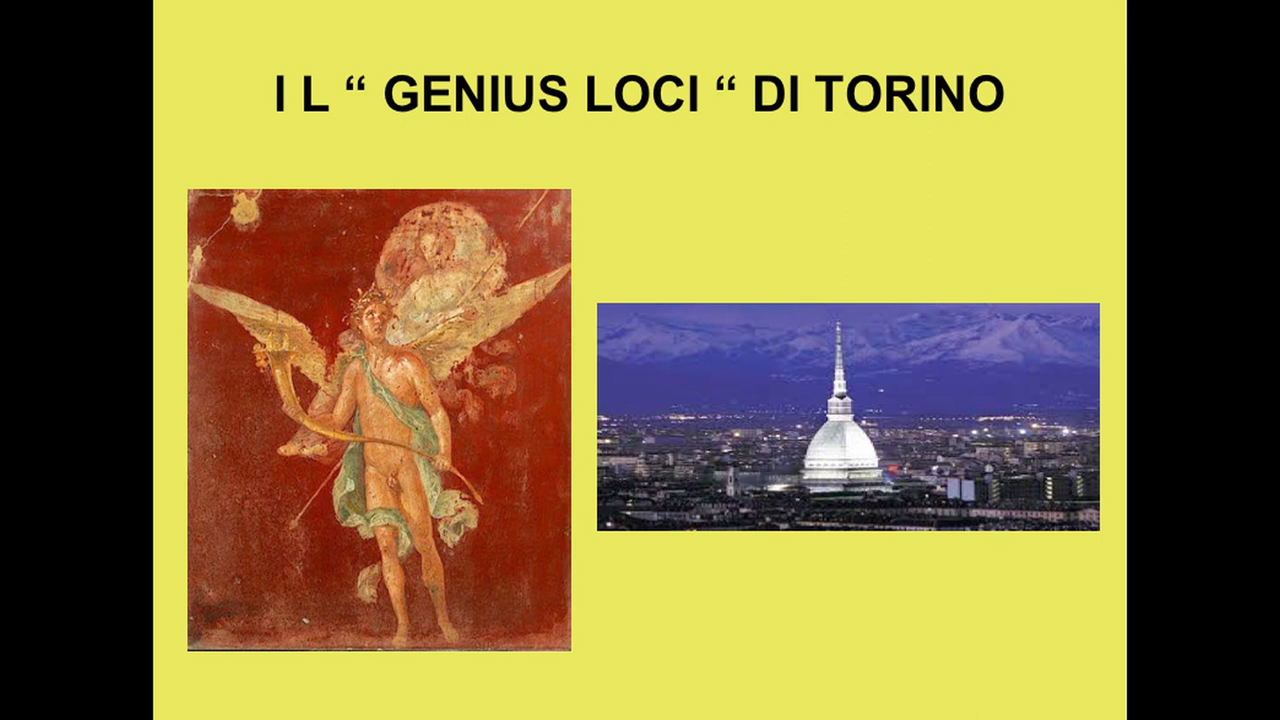 I L “ GENIUS LOCI “ DI TORINO